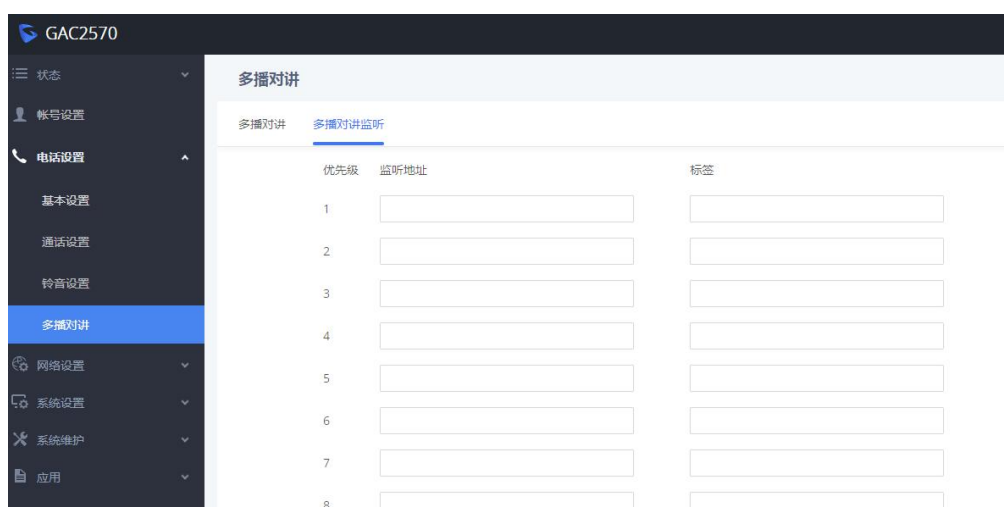 GAC2570
状态
帐号设置
电话设置
基本设置
通话设置
铃音设置
多播对讲
网络设置
系统设置
系统维护
应用
多播对讲
多播对讲 多播对讲监听
优先级 监听地址 标签
1
2
3
4
5
6
7
8